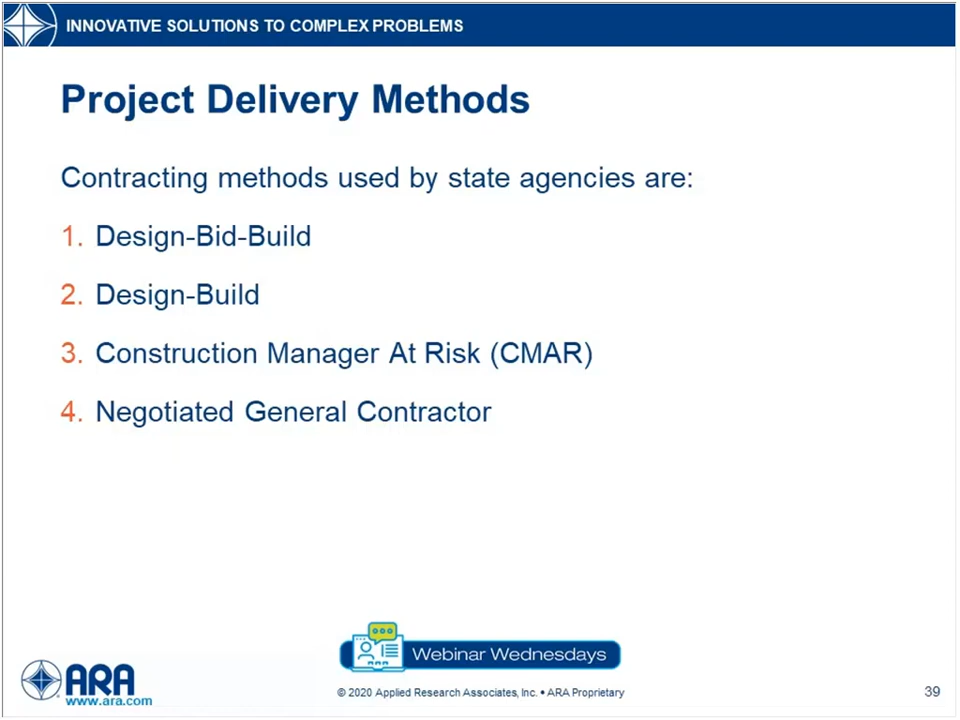 INNOVATIVE SOLUTIONS TO COMPLEX PROBLEMS
Project Delivery Methods
Contracting methods used by state agencies are:
1. Design-Bid-Build
2. Design-Build
3. Construction Manager At Risk (CMAR)
4. Negotiated General Contractor
ARA
Webinar Wednesdays
ARA
www.ara.com
© 2020 Applied Research Associates, Inc. • ARA Proprietary
39